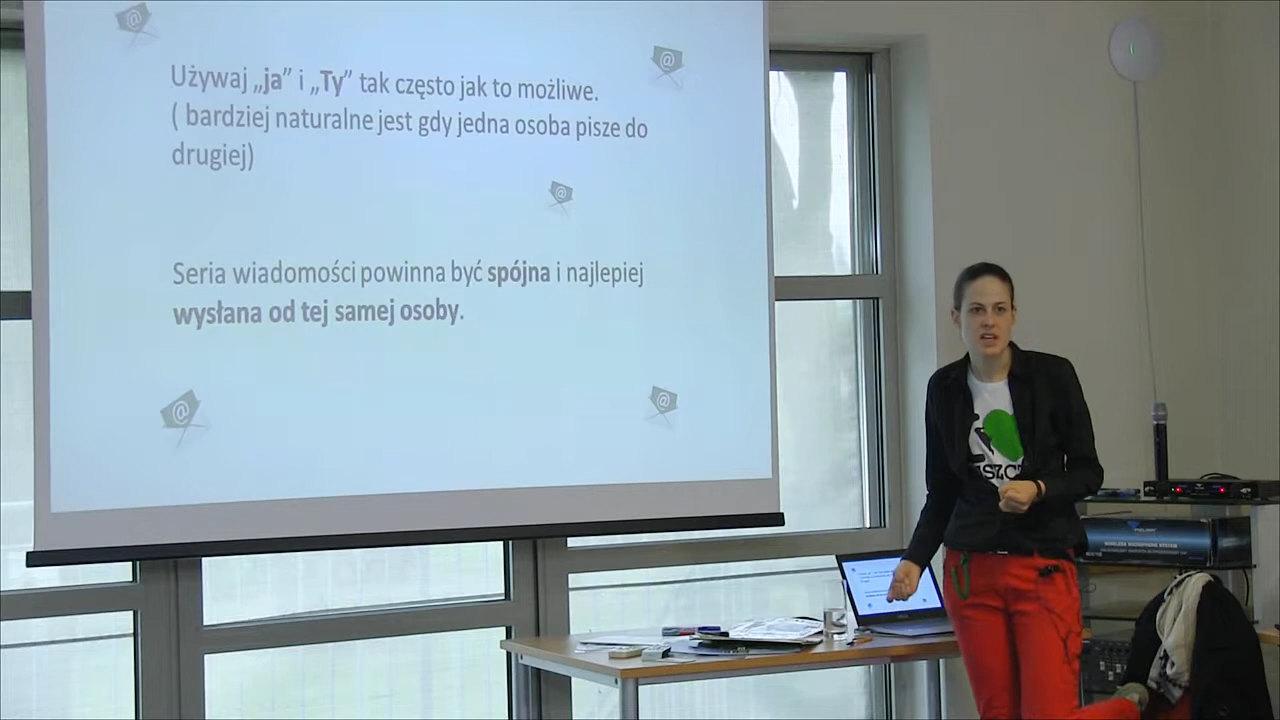 Używaj „ja” i „Ty” tak często jak to możliwe.
( bardziej naturalne jest gdy jedna osoba pisze do
drugiej)
Seria wiadomości powinna być spójna i najlepiej
wysłana od tej samej osoby.